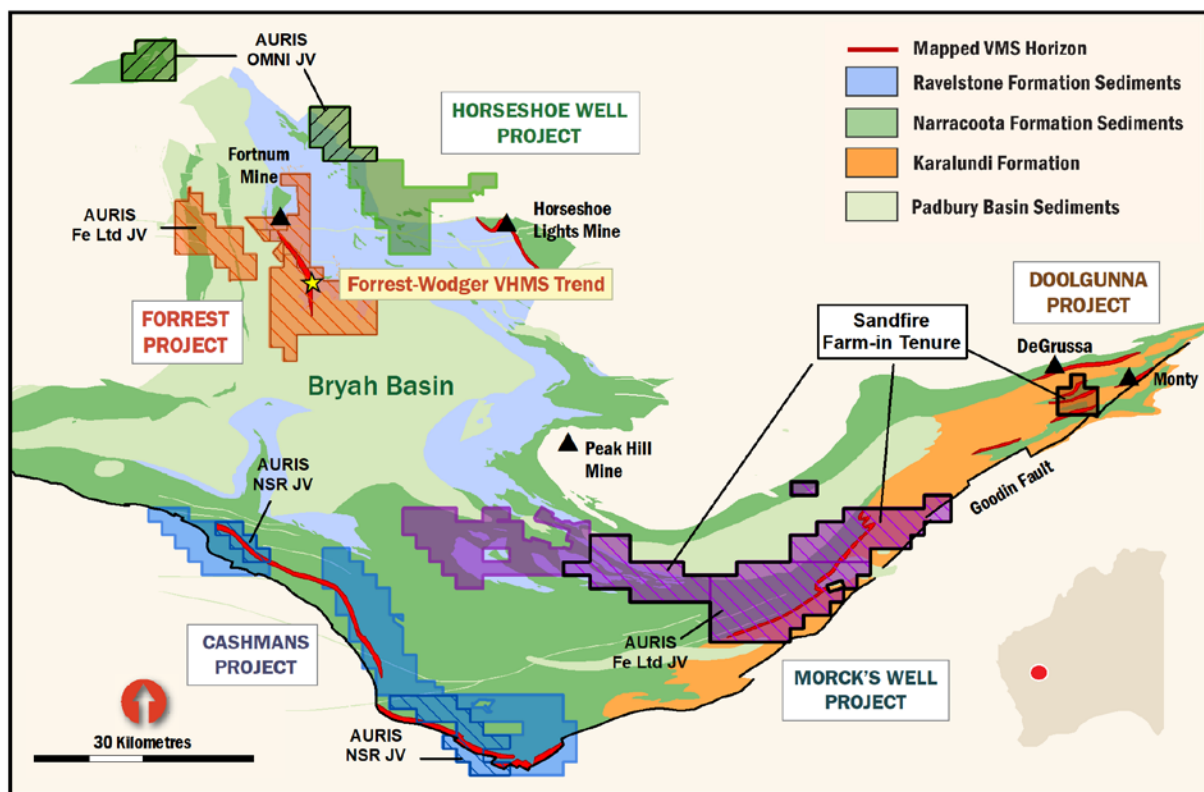 AURIS
OMNI JV
HORSESHOE WELL
PROJECT
Mapped VMS Horizon
Ravelstone Formation Sediments
Narracoota Formation Sediments
Karalundi Formation
Padbury Basin Sediments
Fortnum
Mine
AURIS
Fe Ltd JV
Horseshoe
Lights Mine
Forrest-Wodger VHMS Trend
FORREST
PROJECT
DOOLGUNNA
PROJECT
Sandfire
Farm-in Tenure
DeGrussa
Monty
Bryah Basin
Peak Hill
Mine
AURIS
NSR JV
Goodin Fault
CASHMANS
PROJECT
AURIS
Fe Ltd JV
MORCK'S WELL
PROJECT
AURIS
NSR JV
30 Kilometres